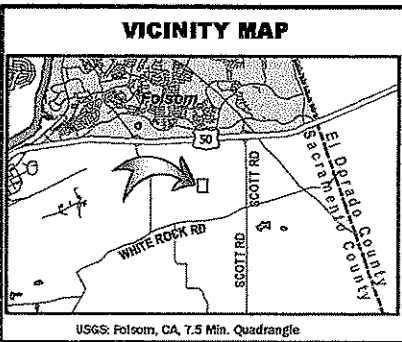 VICINITY MAP
Folsom
50
SCOTT RD
El Dorado County
Sacramento County
WHITE ROCK RD
SCOTT RD
USGS: Folsom, CA, 7.5 Min. Quadrangle